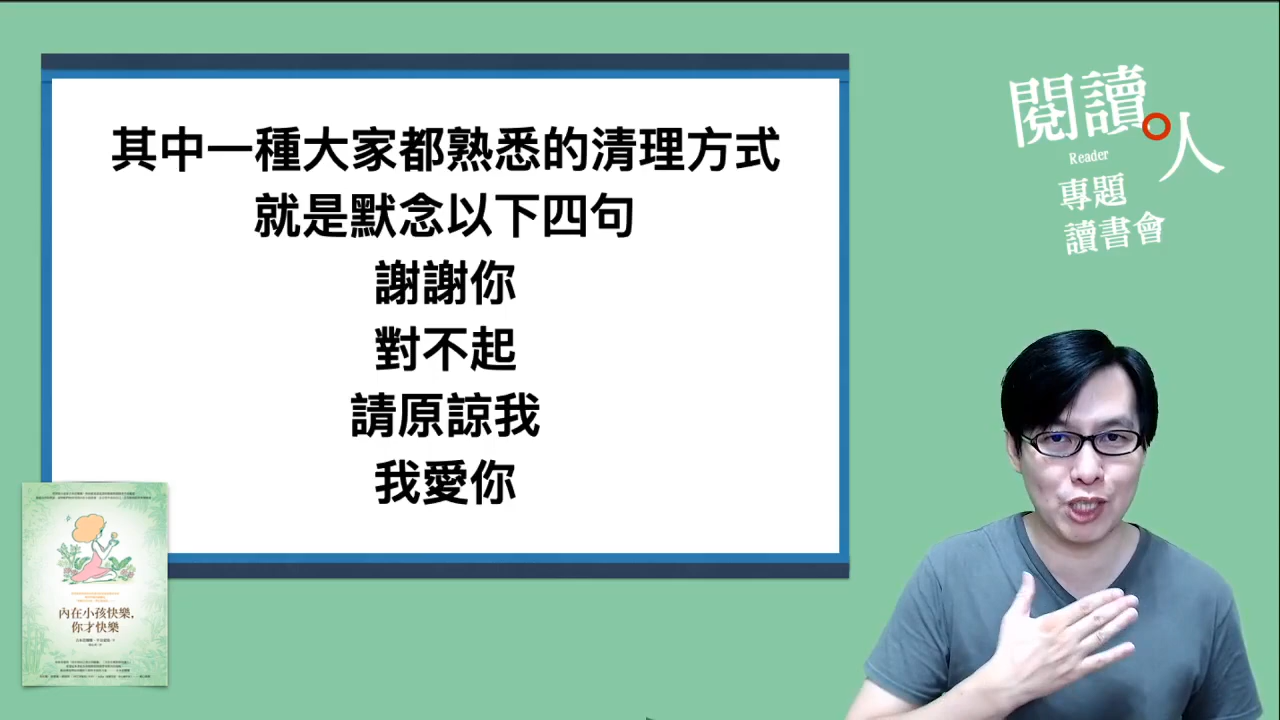 其中一種大家都熟悉的清理方式
就是默念以下四句
謝謝你
對不起
請原諒我
我愛你
閱讀人
Reader
專題
讀書會
內在小孩快樂,
你才快樂